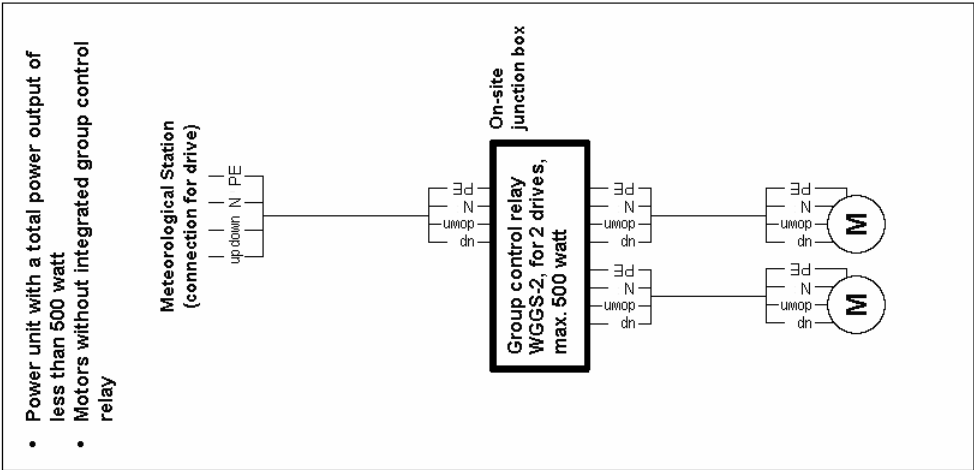 • Power unit with a total power output of
less than 500 watt
• Motors without integrated group control
relay
Meteorological Station
(connection for drive)
up down N PE
On-site
junction box
up down N PE
Group control relay
WGGS-2, for 2 drives,
max. 500 watt
up down N PE
up down N PE
up down N PE
M
up down N PE
M